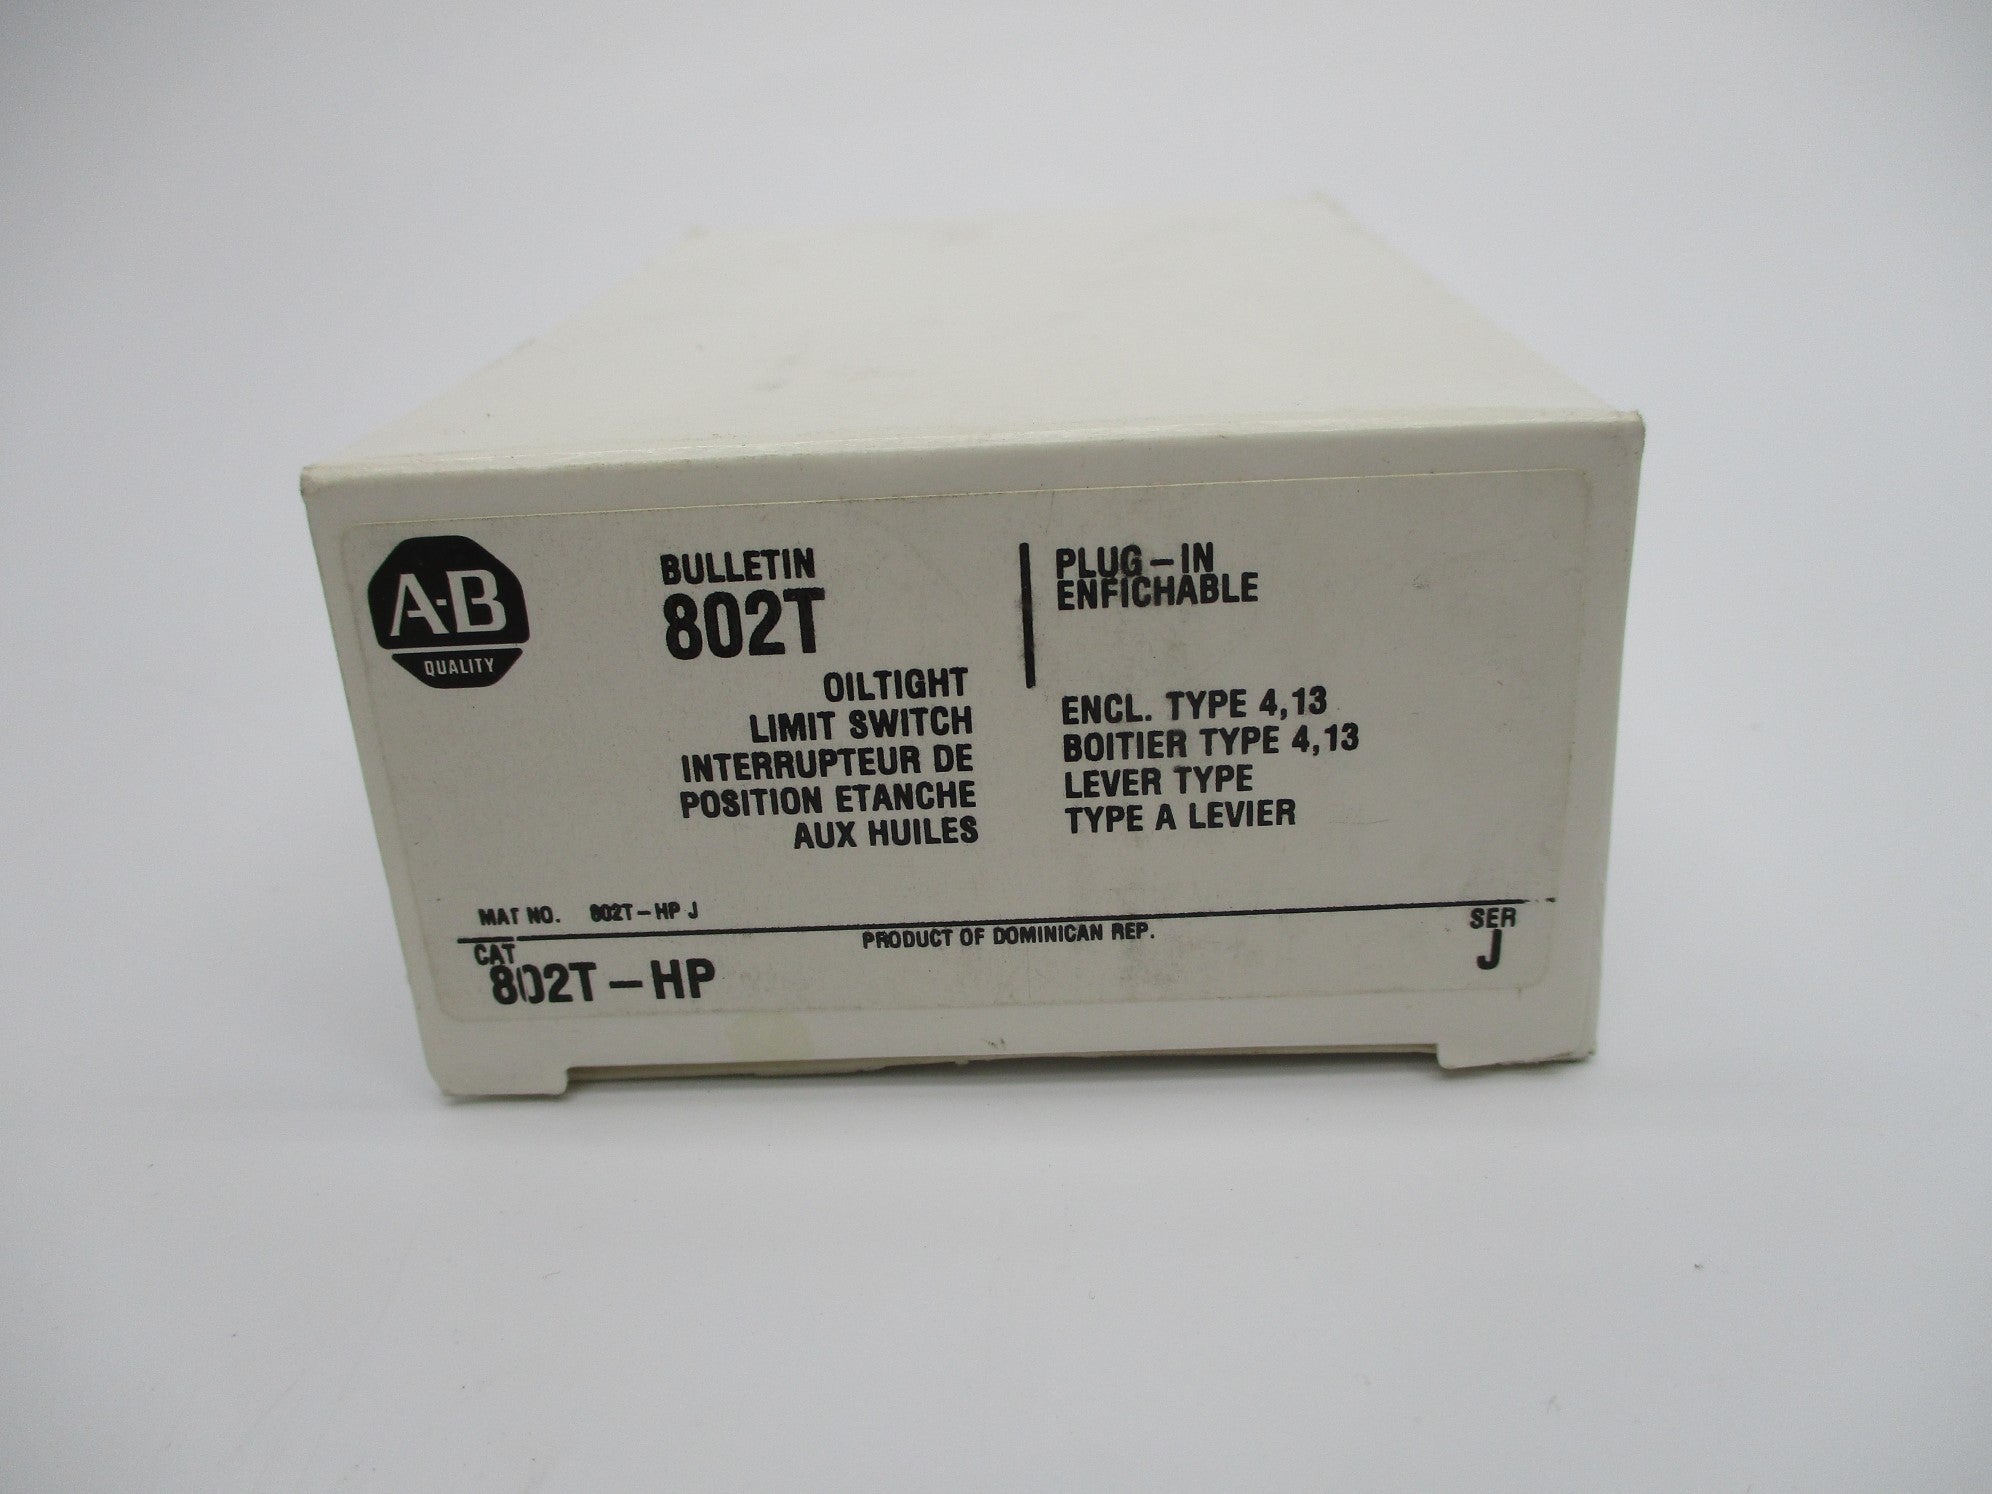 A-B
QUALITY
BULLETIN
802T
OILTIGHT
LIMIT SWITCH
INTERRUPTEUR DE
POSITION ETANCHE
AUX HUILES
PLUG-IN
ENFICHABLE
ENCL. TYPE 4,13
BOITIER TYPE 4,13
LEVER TYPE
TYPE A LEVIER
MAT NO. 802T-HP J
CAT
802T-HP
PRODUCT OF DOMINICAN REP.
SER
J